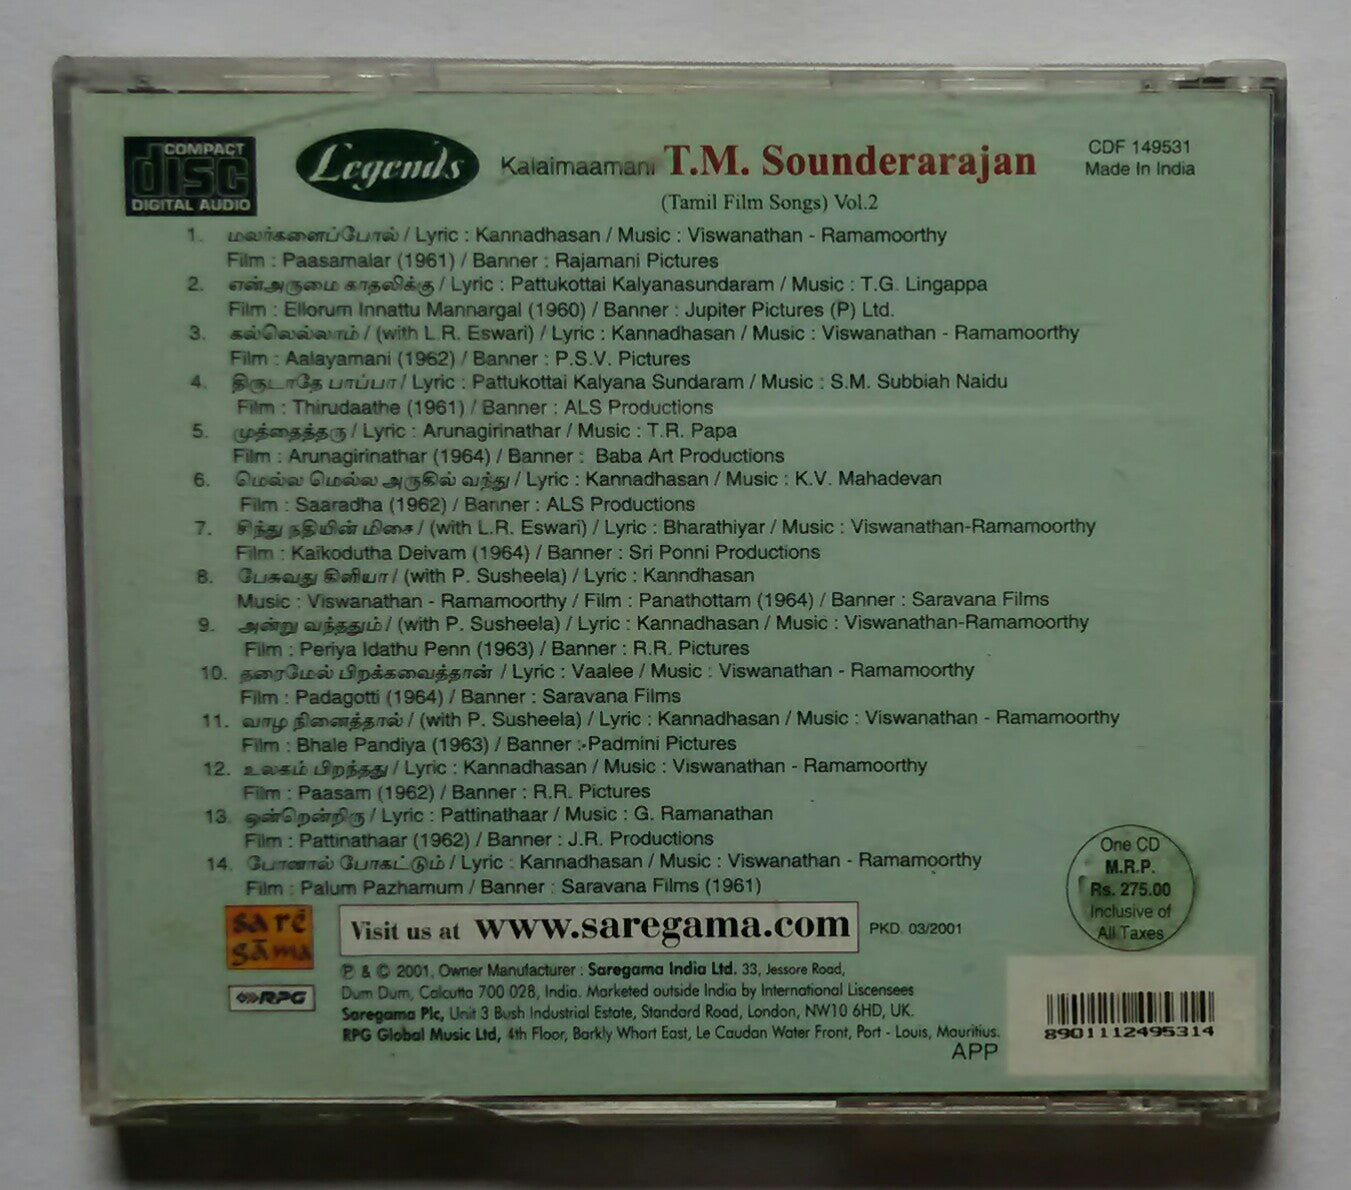 COMPACT
disc
DIGITAL AUDIO
Legends
Kalaimaamani T.M. Sounderarajan
(Tamil Film Songs) Vol.2
CDF 149531
Made In India
1. மலர்களைப்போல் / Lyric : Kannadhasan / Music : Viswanathan - Ramamoorthy
Film : Paasamalar (1961) / Banner : Rajamani Pictures
2. என்அருமை காதலிக்கு / Lyric : Pattukottai Kalyanasundaram / Music : T.G. Lingappa
Film : Ellorum Innattu Mannargal (1960) / Banner : Jupiter Pictures (P) Ltd.
3. கல்லெல்லாம் / (with L.R. Eswari) / Lyric : Kannadhasan / Music : Viswanathan - Ramamoorthy
Film : Aalayamani (1962) / Banner : P.S.V. Pictures
4. திருடாதே பாப்பா / Lyric : Pattukottai Kalyana Sundaram / Music : S.M. Subbiah Naidu
Film : Thirudaathe (1961) / Banner : ALS Productions
5. முத்தைத்தரு / Lyric : Arunagirinathar / Music : T.R. Papa
Film : Arunagirinathar (1964) / Banner : Baba Art Productions
6. மெல்ல மெல்ல அருகில் வந்து / Lyric : Kannadhasan / Music : K.V. Mahadevan
Film : Saaradha (1962) / Banner : ALS Productions
7. சிந்து நதியின் மிசை / (with L.R. Eswari) / Lyric : Bharathiyar / Music : Viswanathan-Ramamoorthy
Film : Kaikodutha Deivam (1964) / Banner : Sri Ponni Productions
8. பேசுவது கிளியா / (with P. Susheela) / Lyric : Kanndhasan
Music : Viswanathan - Ramamoorthy / Film : Panathottam (1964) / Banner : Saravana Films
9. அன்று வந்ததும் / (with P. Susheela) / Lyric : Kannadhasan / Music : Viswanathan-Ramamoorthy
Film : Periya Idathu Penn (1963) / Banner : R.R. Pictures
10. தரைமேல் பிறக்கவைத்தான் / Lyric : Vaalee / Music : Viswanathan - Ramamoorthy
Film : Padagotti (1964) / Banner : Saravana Films
11. வாழ நினைத்தால் / (with P. Susheela) / Lyric : Kannadhasan / Music : Viswanathan - Ramamoorthy
Film : Bhale Pandiya (1963) / Banner : Padmini Pictures
12. உலகம் பிறந்தது / Lyric : Kannadhasan / Music : Viswanathan - Ramamoorthy
Film : Paasam (1962) / Banner : R.R. Pictures
13. ஒன்றென்றிரு / Lyric : Pattinathaar / Music : G. Ramanathan
Film : Pattinathaar (1962) / Banner : J.R. Productions
14. போனால் போகட்டும் / Lyric : Kannadhasan / Music : Viswanathan - Ramamoorthy
Film : Palum Pazhamum / Banner : Saravana Films (1961)
One CD
M.R.P.
Rs. 275.00
Inclusive of
All Taxes
saré
gama
Visit us at www.saregama.com
PKD. 03/2001
RPG
℗ & © 2001, Owner Manufacturer : Saregama India Ltd. 33, Jessore Road,
Dum Dum, Calcutta 700 028, India. Marketed outside India by International Liscensees
Saregama Plc, Unit 3 Bush Industrial Estate, Standard Road, London, NW10 6HD, UK.
RPG Global Music Ltd, 4th Floor, Barkly Whart East, Le Caudan Water Front, Port - Louis, Mauritius.
APP
8901112495314